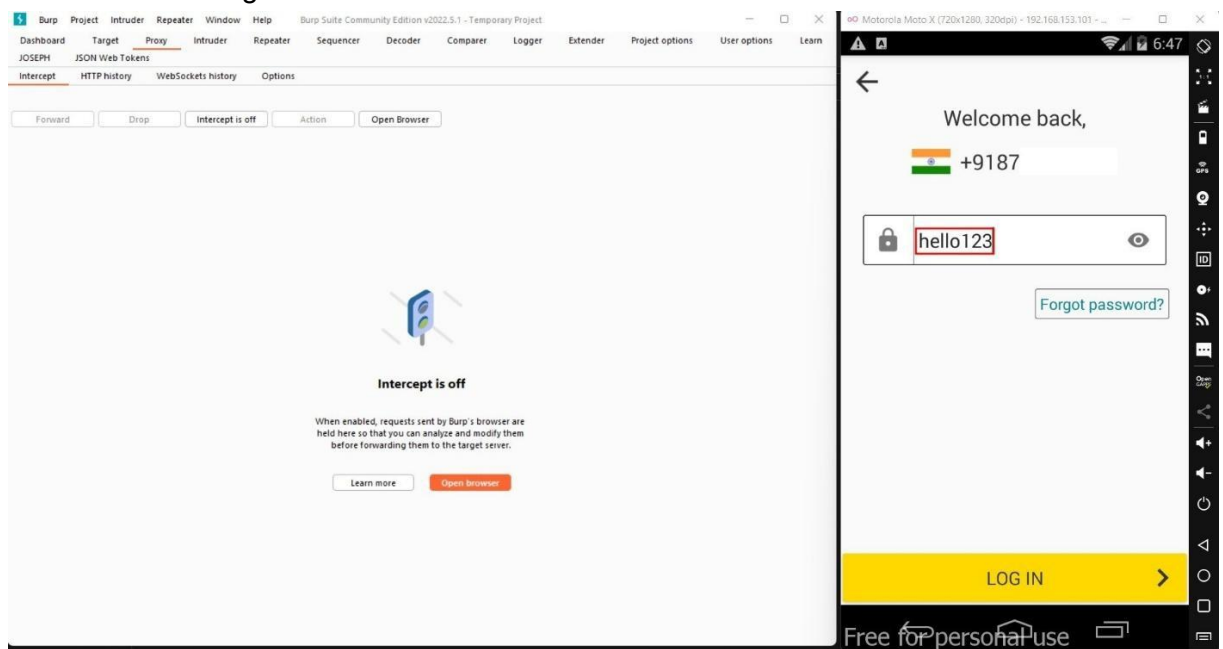 Burp Project Intruder Repeater Window Help Burp Suite Community Edition v2022.5.1 - Temporary Project
Dashboard Target Proxy Intruder Repeater Sequencer Decoder Comparer Logger Extender Project options User options Learn
JOSEPH JSON Web Tokens
Intercept HTTP history WebSockets history Options
Forward Drop Intercept is off Action Open Browser
Intercept is off
When enabled, requests sent by Burp's browser are
held here so that you can analyze and modify them
before forwarding them to the target server.
Learn more Open browser
Motorola Moto X (720x1280, 320dpi) - 192.168.153.101 - ...
6:47
Welcome back,
+9187
hello123
Forgot password?
LOG IN
Free for personal use
GPS
ID
Open
GAPPS